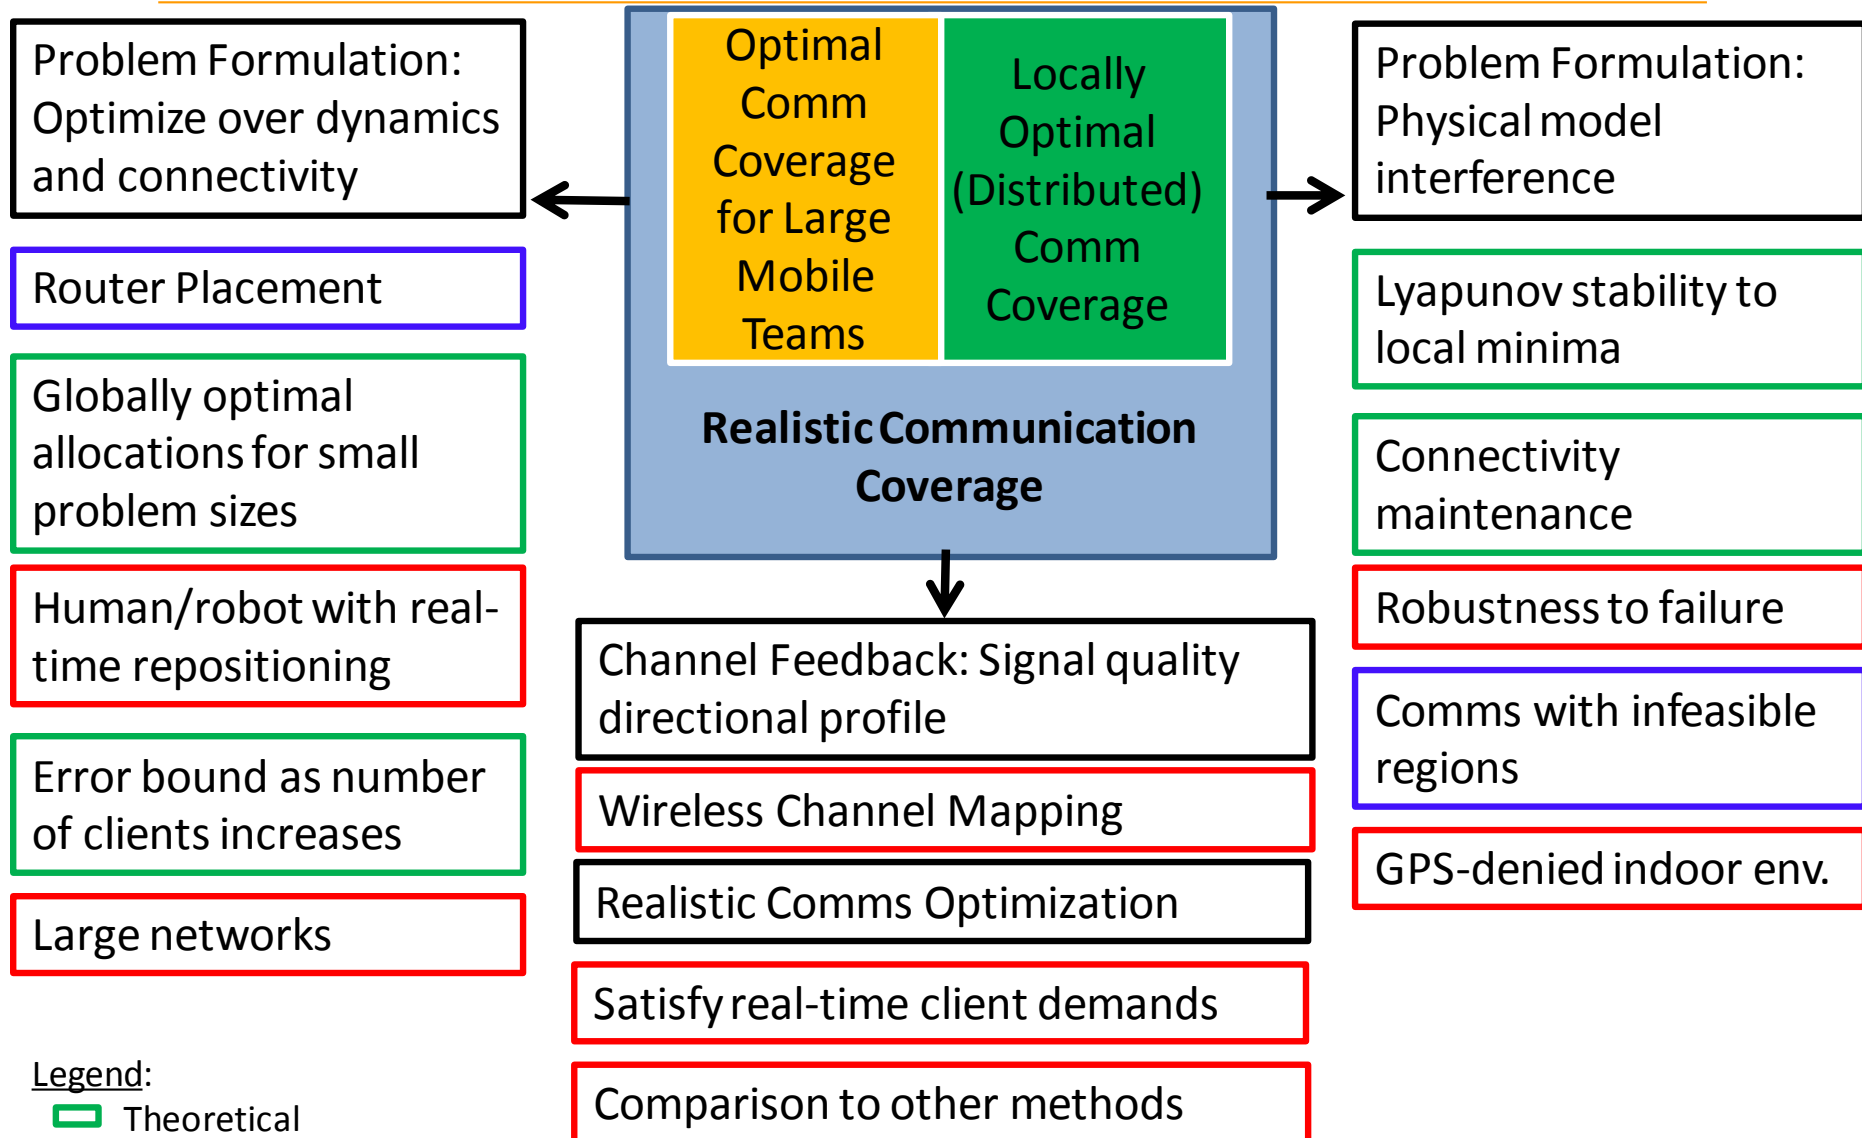 Problem Formulation:
Optimize over dynamics
and connectivity
Router Placement
Globally optimal
allocations for small
problem sizes
Human/robot with real-
time repositioning
Error bound as number
of clients increases
Large networks
Legend:
Theoretical
Optimal
Comm
Coverage
for Large
Mobile
Teams
Locally
Optimal
(Distributed)
Comm
Coverage
Realistic Communication
Coverage
Channel Feedback: Signal quality
directional profile
Wireless Channel Mapping
Realistic Comms Optimization
Satisfy real-time client demands
Comparison to other methods
Problem Formulation:
Physical model
interference
Lyapunov stability to
local minima
Connectivity
maintenance
Robustness to failure
Comms with infeasible
regions
GPS-denied indoor env.